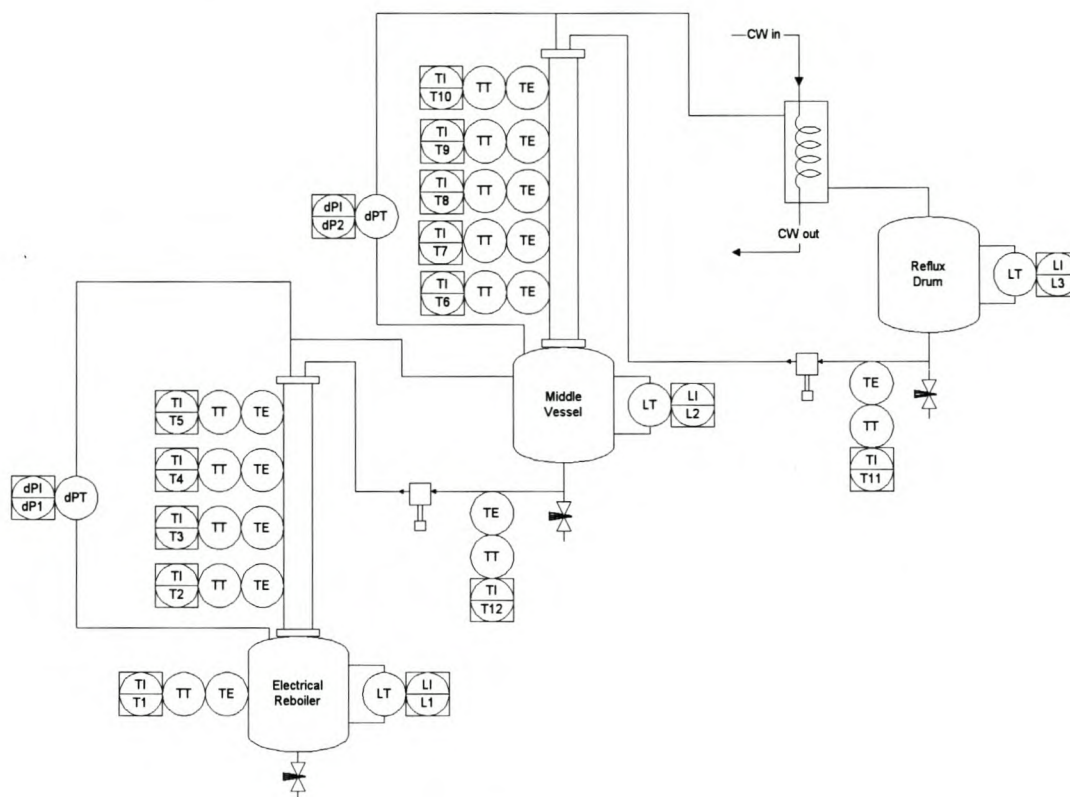 CW in
TI TT TE
T10
TI TT TE
T9
TI TT TE
T8
dPI dPT
dP2
TI TT TE
T7
TI TT TE
T6
CW out
Reflux
Drum
LT LI
L3
Middle
Vessel
LT LI
L2
TE
TT
TI
T11
TI TT TE
T5
TI TT TE
T4
dPI dPT
dP1
TI TT TE
T3
TI TT TE
T2
TE
TT
TI
T12
TI TT TE
T1
Electrical
Reboiler
LT LI
L1